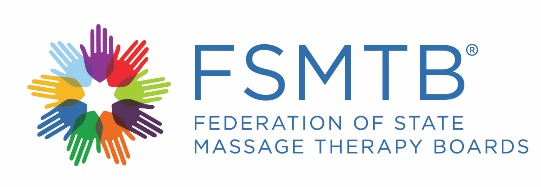 FSMTB®
FEDERATION OF STATE
MASSAGE THERAPY BOARDS